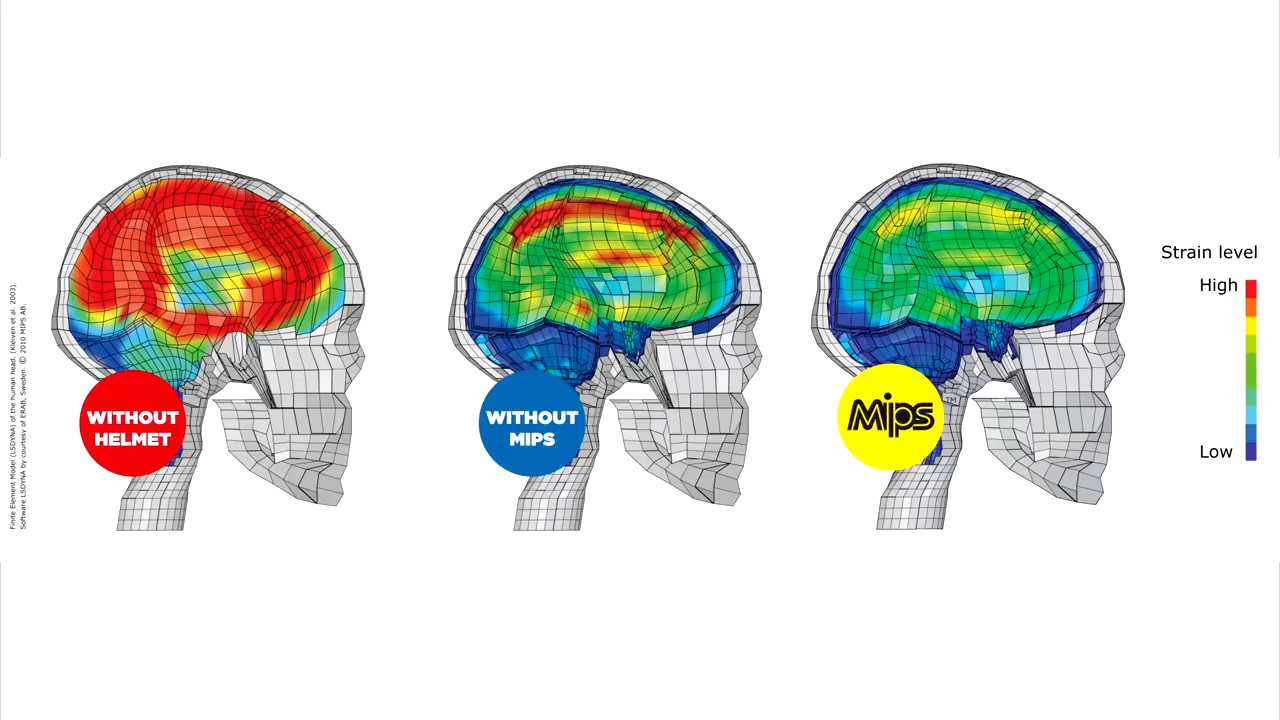 WITHOUT
HELMET
WITHOUT
MIPS
Mips
TM
Strain level
High
Low
Finite Element Model (LSDYNA) of the human head. (Kleiven et al. 2003).
Software LSDYNA by courtesy of ERAB, Sweden. © 2010 MIPS AB.